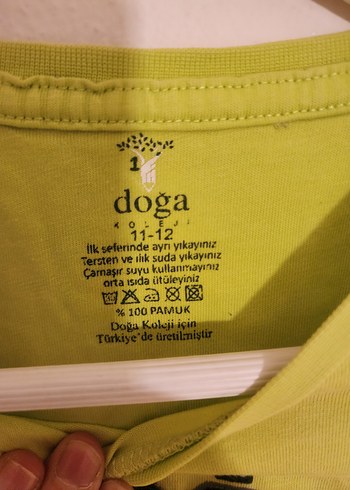 1
doğa
KOLEJİ
11-12
İlk seferinde ayrı yıkayınız
Tersten ve ılık suda yıkayınız
Çamaşır suyu kullanmayınız
orta ısıda ütüleyiniz
% 100 PAMUK
Doğa Koleji için
Türkiye'de üretilmiştir